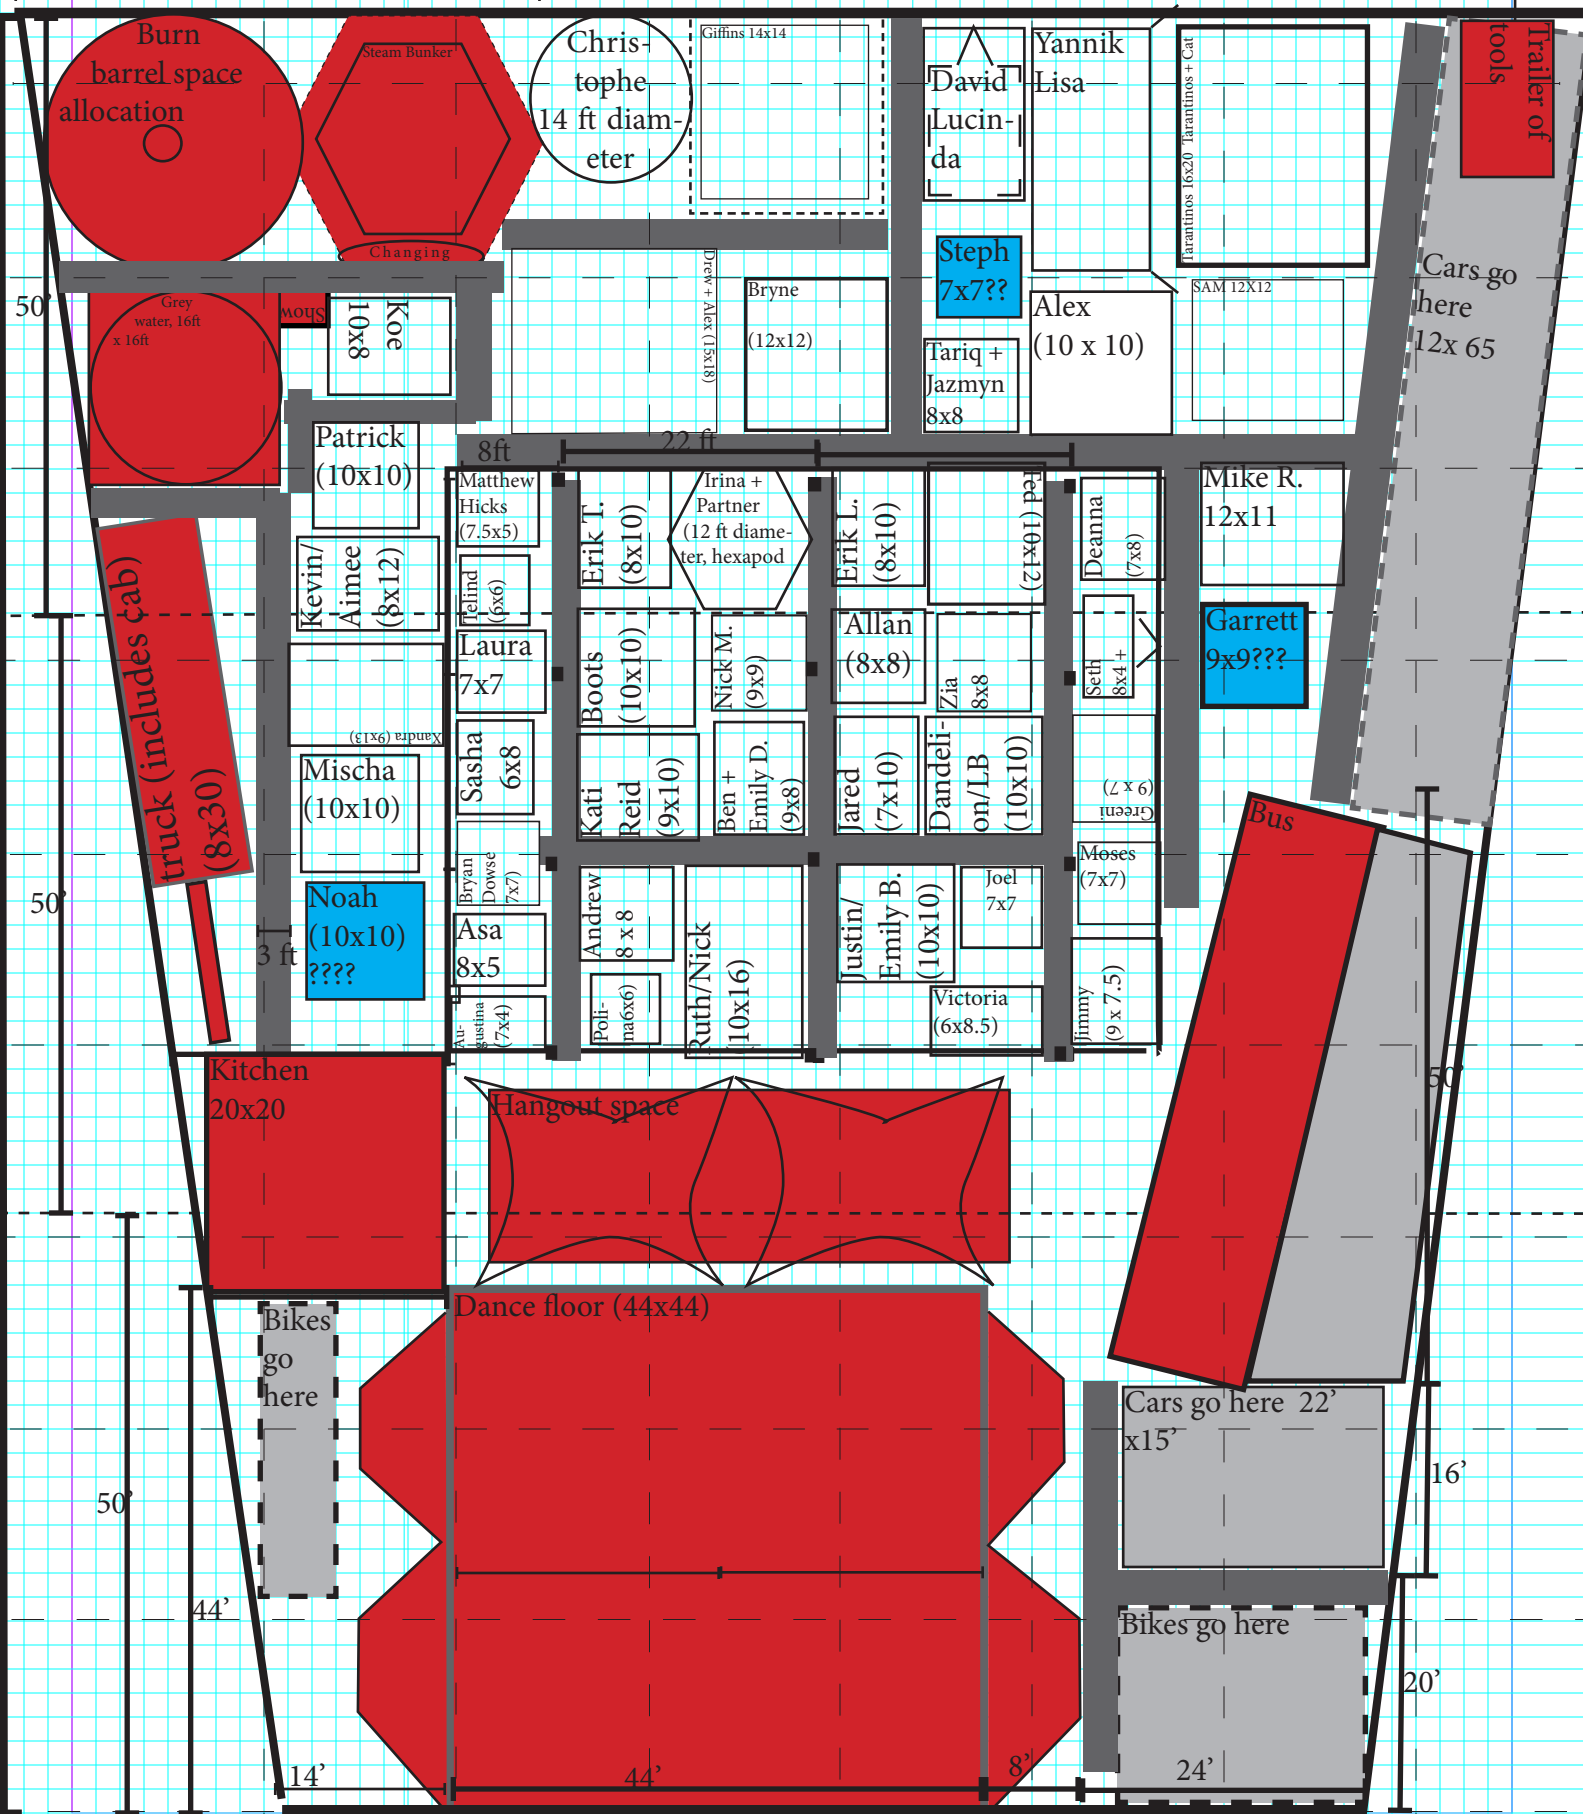 Burn
barrel space
allocation
Steam Bunker
Changing
Chris-
tophe
14 ft diam-
eter
Giffins 14x14
David
Lucin-
da
Yannik
Lisa
Tarantinos 16x20 Tarantinos + Cat
Trailer of
tools
Cars go
here
12x 65
50’
Grey
water, 16ft
x 16ft
Show
Koe
10x8
Drew + Alex (15x18)
Bryne
(12x12)
Steph
7x7??
Tariq +
Jazmyn
8x8
Alex
(10 x 10)
SAM 12X12
Patrick
(10x10)
8ft
22 ft
Matthew
Hicks
(7.5x5)
Erik T.
(8x10)
Irina +
Partner
(12 ft diame-
ter, hexapod
Erik L.
(8x10)
Ted (10x12)
Deanna
(7x8)
Mike R.
12x11
truck (includes cab)
(8x30)
Kevin/
Aimee
(8x12)
Telind
(6x6)
Laura
7x7
Boots
(10x10)
Nick M.
(9x9)
Allan
(8x8)
Zia
8x8
Seth
8x4 +
Garrett
9x9???
Xandra (9x13)
Mischa
(10x10)
Sasha
6x8
Kati
Reid
(9x10)
Ben +
Emily D.
(9x8)
Jared
(7x10)
Dandeli-
on/LB
(10x10)
Greeni
(9 x 7)
Bus
50’
Noah
(10x10)
????
3 ft
Bryan
Dowse
7x7)
Asa
8x5
Au-
gustina
(7x4)
Andrew
8 x 8
Poli-
na6x6)
Ruth/Nick
(10x16)
Justin/
Emily B.
(10x10)
Joel
7x7
Victoria
(6x8.5)
Moses
(7x7)
Jimmy
(9 x 7.5)
Kitchen
20x20
Hangout space
50’
Dance floor (44x44)
Bikes
go
here
Cars go here 22’
x15’
16’
50’
44’
Bikes go here
20’
14’
44’
8’
24’